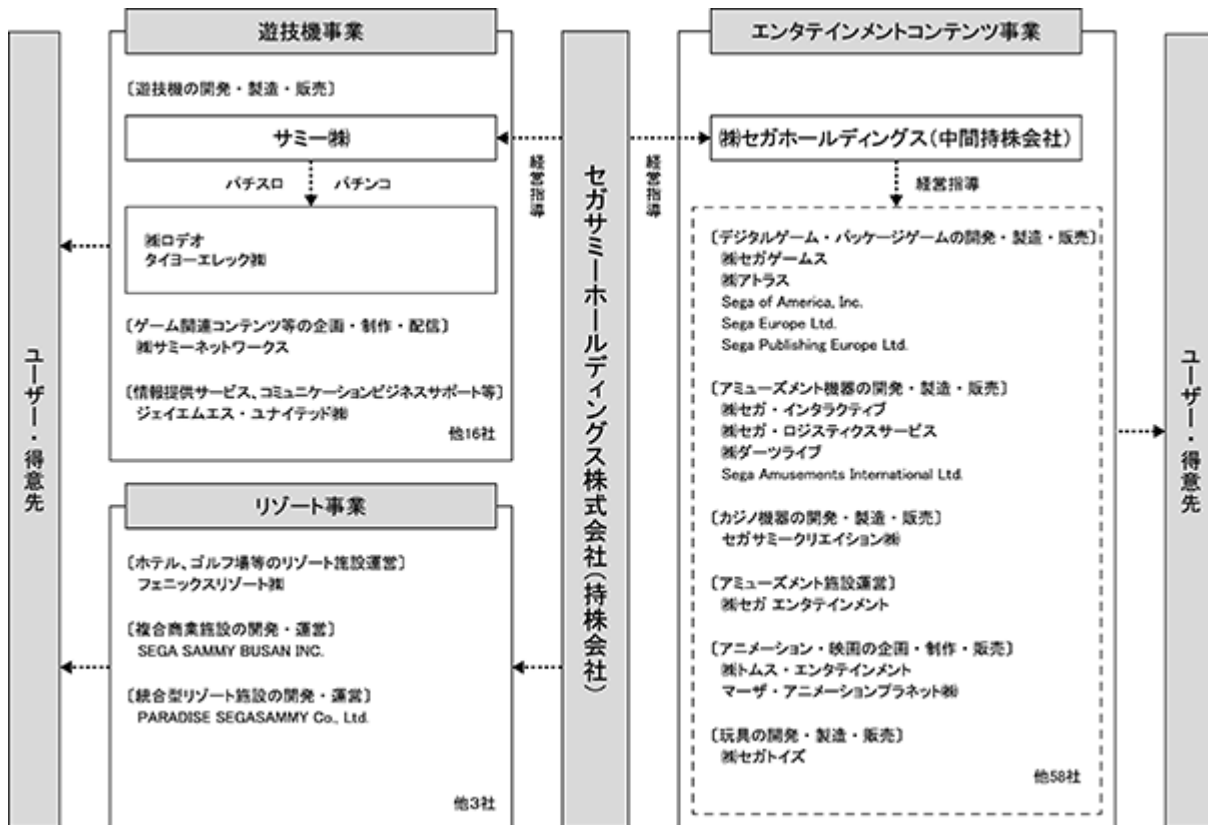 ユーザー・得意先
遊技機事業
〔遊技機の開発・製造・販売〕
サミー㈱
パチスロ
パチンコ
㈱ロデオ
タイヨーエレック㈱
〔ゲーム関連コンテンツ等の企画・制作・配信〕
㈱サミーネットワークス
〔情報提供サービス、コミュニケーションビジネスサポート等〕
ジェイエムエス・ユナイテッド㈱
他16社
リゾート事業
〔ホテル、ゴルフ場等のリゾート施設運営〕
フェニックスリゾート㈱
〔複合商業施設の開発・運営〕
SEGA SAMMY BUSAN INC.
〔統合型リゾート施設の開発・運営〕
PARADISE SEGASAMMY Co., Ltd.
他3社
経営指導
セガサミーホールディングス株式会社(持株会社)
経営指導
エンタテインメントコンテンツ事業
㈱セガホールディングス(中間持株会社)
経営指導
〔デジタルゲーム・パッケージゲームの開発・製造・販売〕
㈱セガゲームス
㈱アトラス
Sega of America, Inc.
Sega Europe Ltd.
Sega Publishing Europe Ltd.
〔アミューズメント機器の開発・製造・販売〕
㈱セガ・インタラクティブ
㈱セガ・ロジスティクスサービス
㈱ダーツライブ
Sega Amusements International Ltd.
〔カジノ機器の開発・製造・販売〕
セガサミークリエイション㈱
〔アミューズメント施設運営〕
㈱セガ エンタテインメント
〔アニメーション・映画の企画・制作・販売〕
㈱トムス・エンタテインメント
マーザ・アニメーションプラネット㈱
〔玩具の開発・製造・販売〕
㈱セガトイズ
他58社
ユーザー・得意先